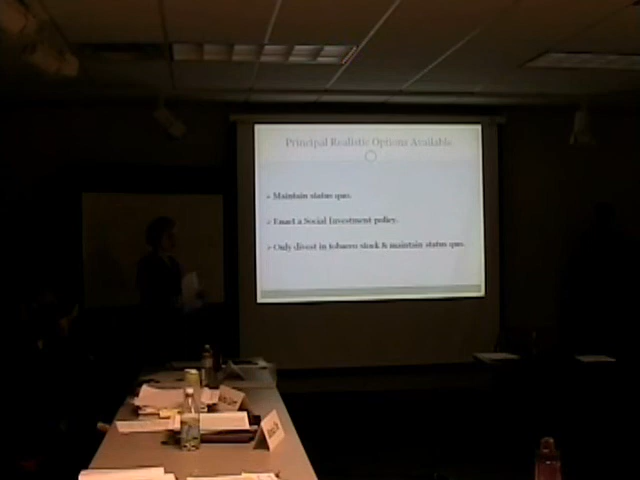 Principal Realistic Options Available
Maintain status quo.
Enact a Social Investment policy.
Only divest in tobacco stock & maintain status quo.